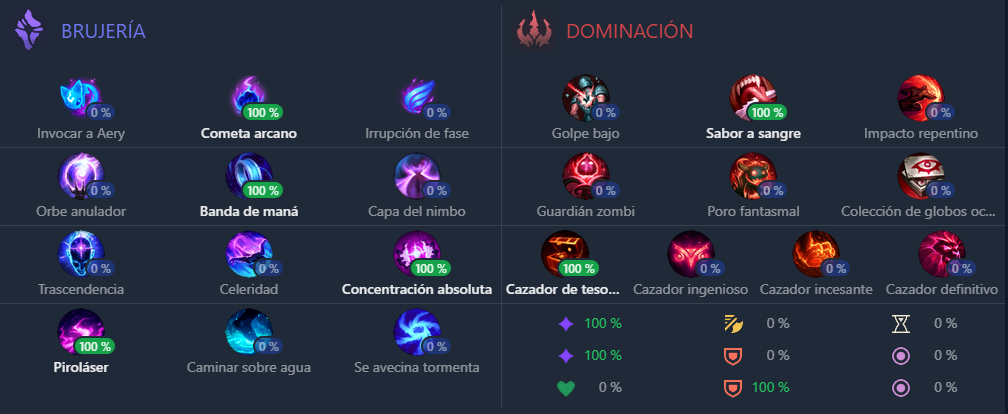 BRUJERÍA
0 % 100 % 0 %
Invocar a Aery Cometa arcano Irrupción de fase
0 % 100 % 0 %
Orbe anulador Banda de maná Capa del nimbo
0 % 0 % 100 %
Trascendencia Celeridad Concentración absoluta
100 % 0 % 0 %
Piroláser Caminar sobre agua Se avecina tormenta
DOMINACIÓN
0 % 100 % 0 %
Golpe bajo Sabor a sangre Impacto repentino
0 % 0 % 0 %
Guardián zombi Poro fantasmal Colección de globos oc...
100 % 0 % 0 % 0 %
Cazador de teso... Cazador ingenioso Cazador incesante Cazador definitivo
100 % 0 % 0 %
100 % 0 % 0 %
0 % 100 % 0 %